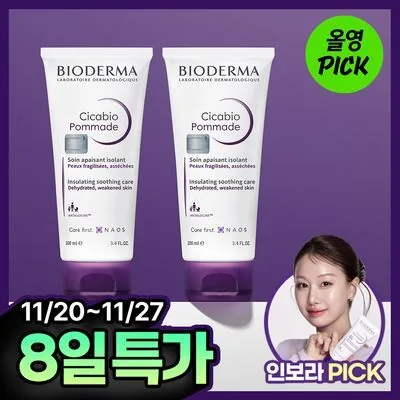 올영
PICK
BIODERMA
LABORATOIRE DERMATOLOGIQUE
Cicabio
Pommade
Soin apaisant isolant
Peaux fragilisées, asséchées
Insulating soothing care
Dehydrated, weakened skin
ANTALGICINE™
Care first. NAOS
100 ml e 3.4 FL.OZ.
BIODERMA
LABORATOIRE DERMATOLOGIQUE
Cicabio
Pommade
Soin apaisant isolant
Peaux fragilisées, asséchées
Insulating soothing care
Dehydrated, weakened skin
ANTALGICINE™
Care first. NAOS
100 ml e 3.4 FL.OZ.
11/20~11/27
8일특가
BIODERMA
인보라 PICK